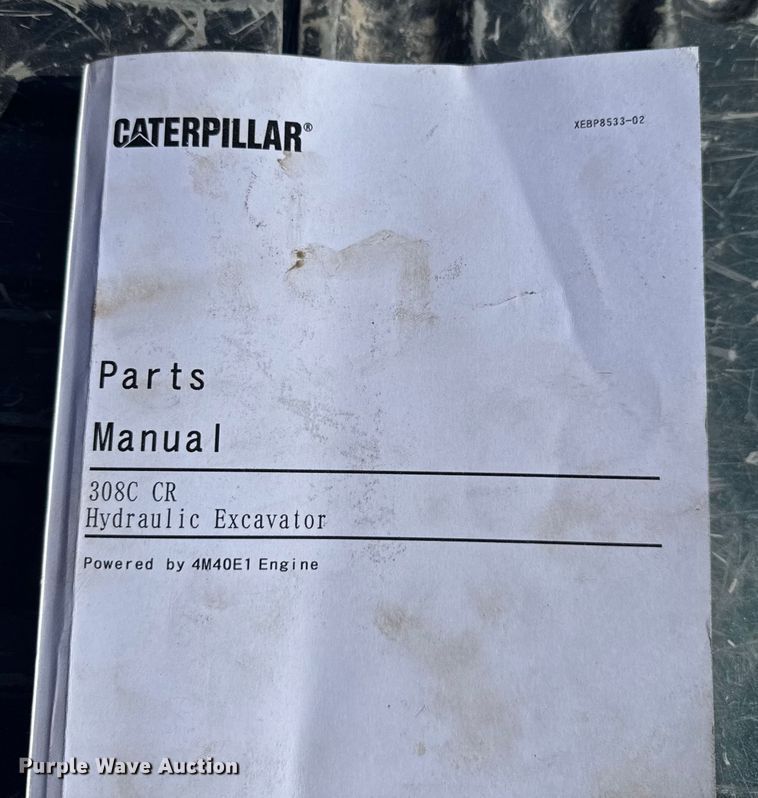 CATERPILLAR®
XEBP8533-02
Parts
Manual
308C CR
Hydraulic Excavator
Powered by 4M40E1 Engine
Purple Wave Auction